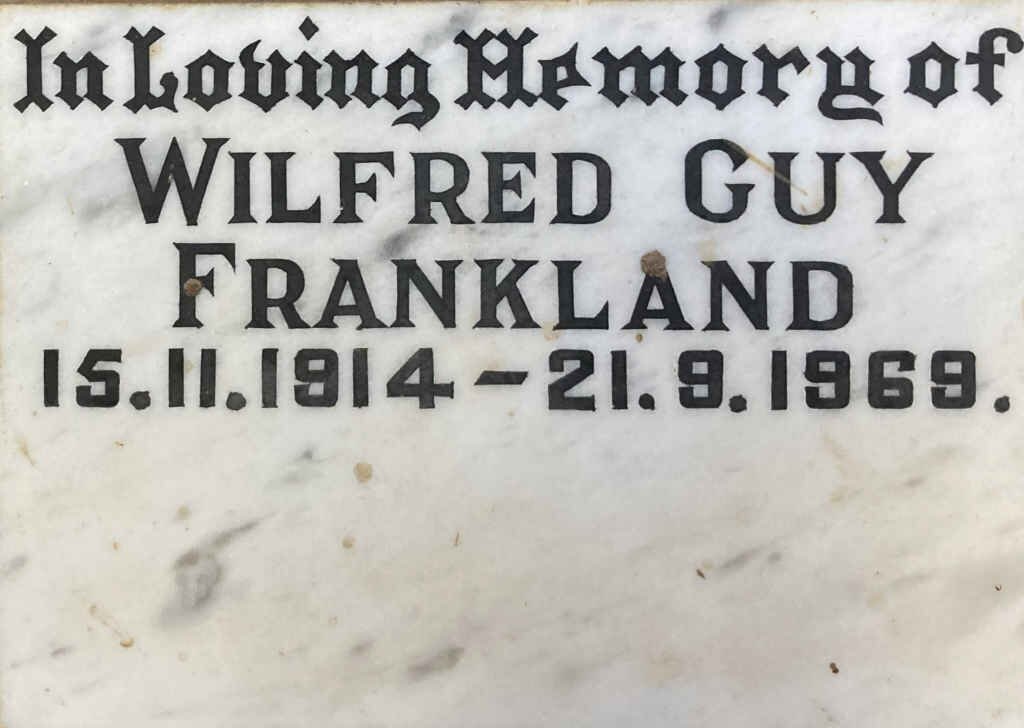 In Loving Memory of
WILFRED GUY
FRANKLAND
15.11.1914 - 21.9.1969.